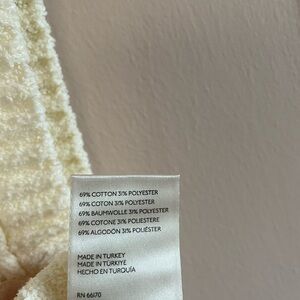 69% COTTON 31% POLYESTER
69% COTON 31% POLYESTER
69% BAUMWOLLE 31% POLYESTER
69% COTONE 31% POLIESTERE
69% ALGODÓN 31% POLIÉSTER
MADE IN TURKEY
MADE IN TÜRKIYE
HECHO EN TURQUÍA
RN 66170